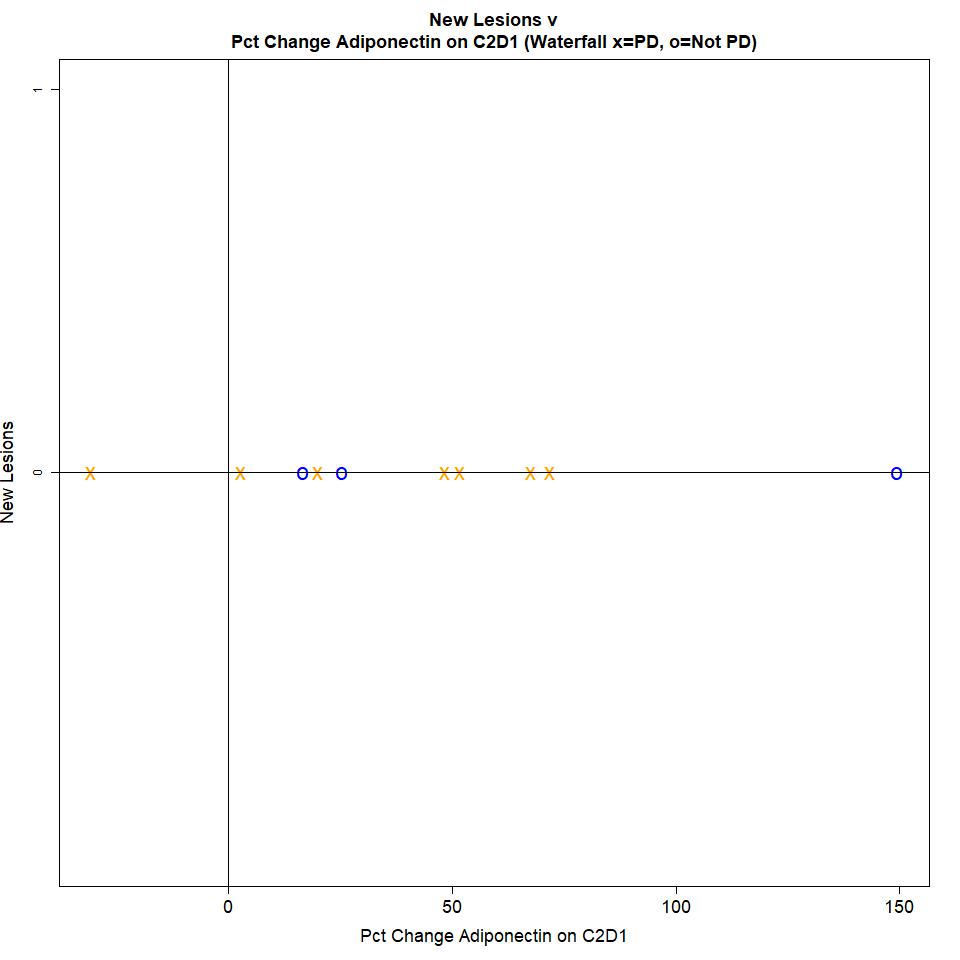 New Lesions v
Pct Change Adiponectin on C2D1 (Waterfall x=PD, o=Not PD)
1
0
New Lesions
x x o x o x x x x o
0 50 100 150
Pct Change Adiponectin on C2D1